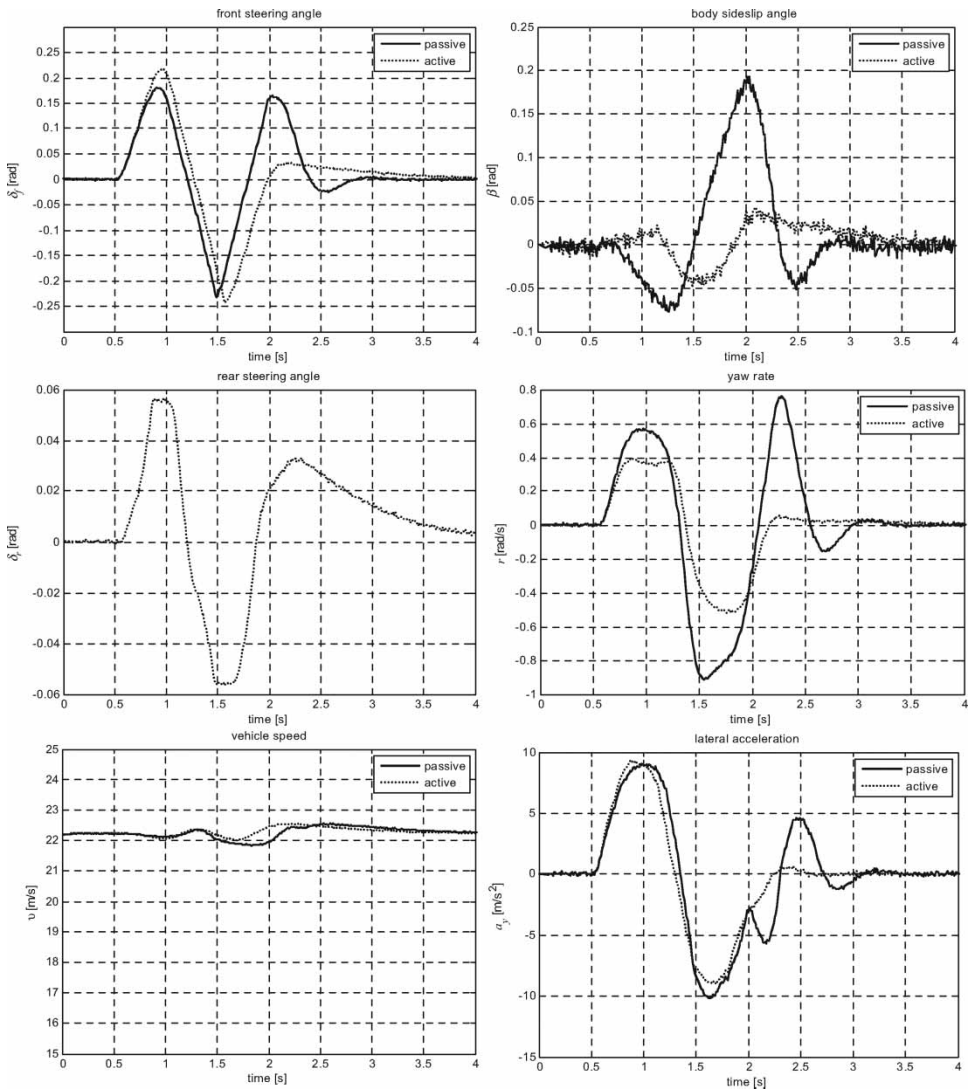 front steering angle
passive
active
0.25
0.2
0.15
0.1
0.05
0
-0.05
-0.1
-0.15
-0.2
-0.25
δf [rad]
0 0.5 1 1.5 2 2.5 3 3.5 4
time [s]
body sideslip angle
passive
active
0.2
0.15
0.1
0.05
0
-0.05
-0.1
β [rad]
0 0.5 1 1.5 2 2.5 3 3.5 4
time [s]
rear steering angle
0.06
0.04
0.02
0
-0.02
-0.04
-0.06
δr [rad]
0 0.5 1 1.5 2 2.5 3 3.5 4
time [s]
yaw rate
passive
active
0.8
0.6
0.4
0.2
0
-0.2
-0.4
-0.6
-0.8
-1
r [rad/s]
0 0.5 1 1.5 2 2.5 3 3.5 4
time [s]
vehicle speed
passive
active
25
24
23
22
21
20
19
18
17
16
15
υ [m/s]
0 0.5 1 1.5 2 2.5 3 3.5 4
time [s]
lateral acceleration
passive
active
10
5
0
-5
-10
-15
ay [m/s²]
0 0.5 1 1.5 2 2.5 3 3.5 4
time [s]